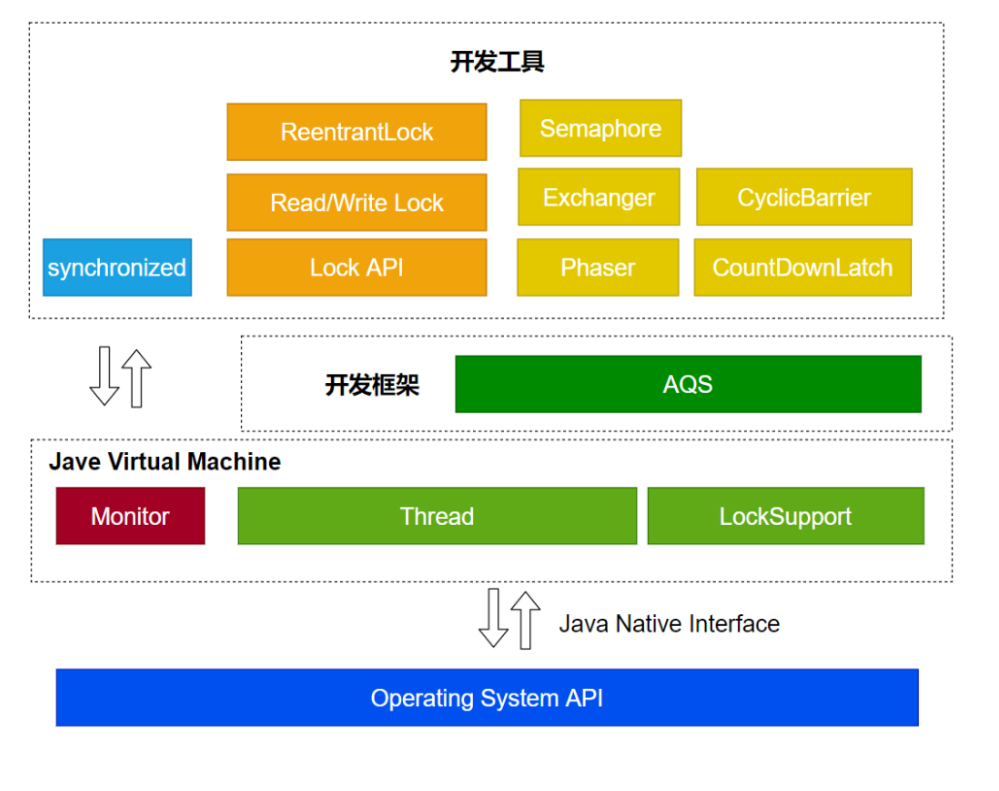 开发工具
ReentrantLock
Semaphore
Read/Write Lock
Exchanger
CyclicBarrier
synchronized
Lock API
Phaser
CountDownLatch
开发框架
AQS
Jave Virtual Machine
Monitor
Thread
LockSupport
Java Native Interface
Operating System API